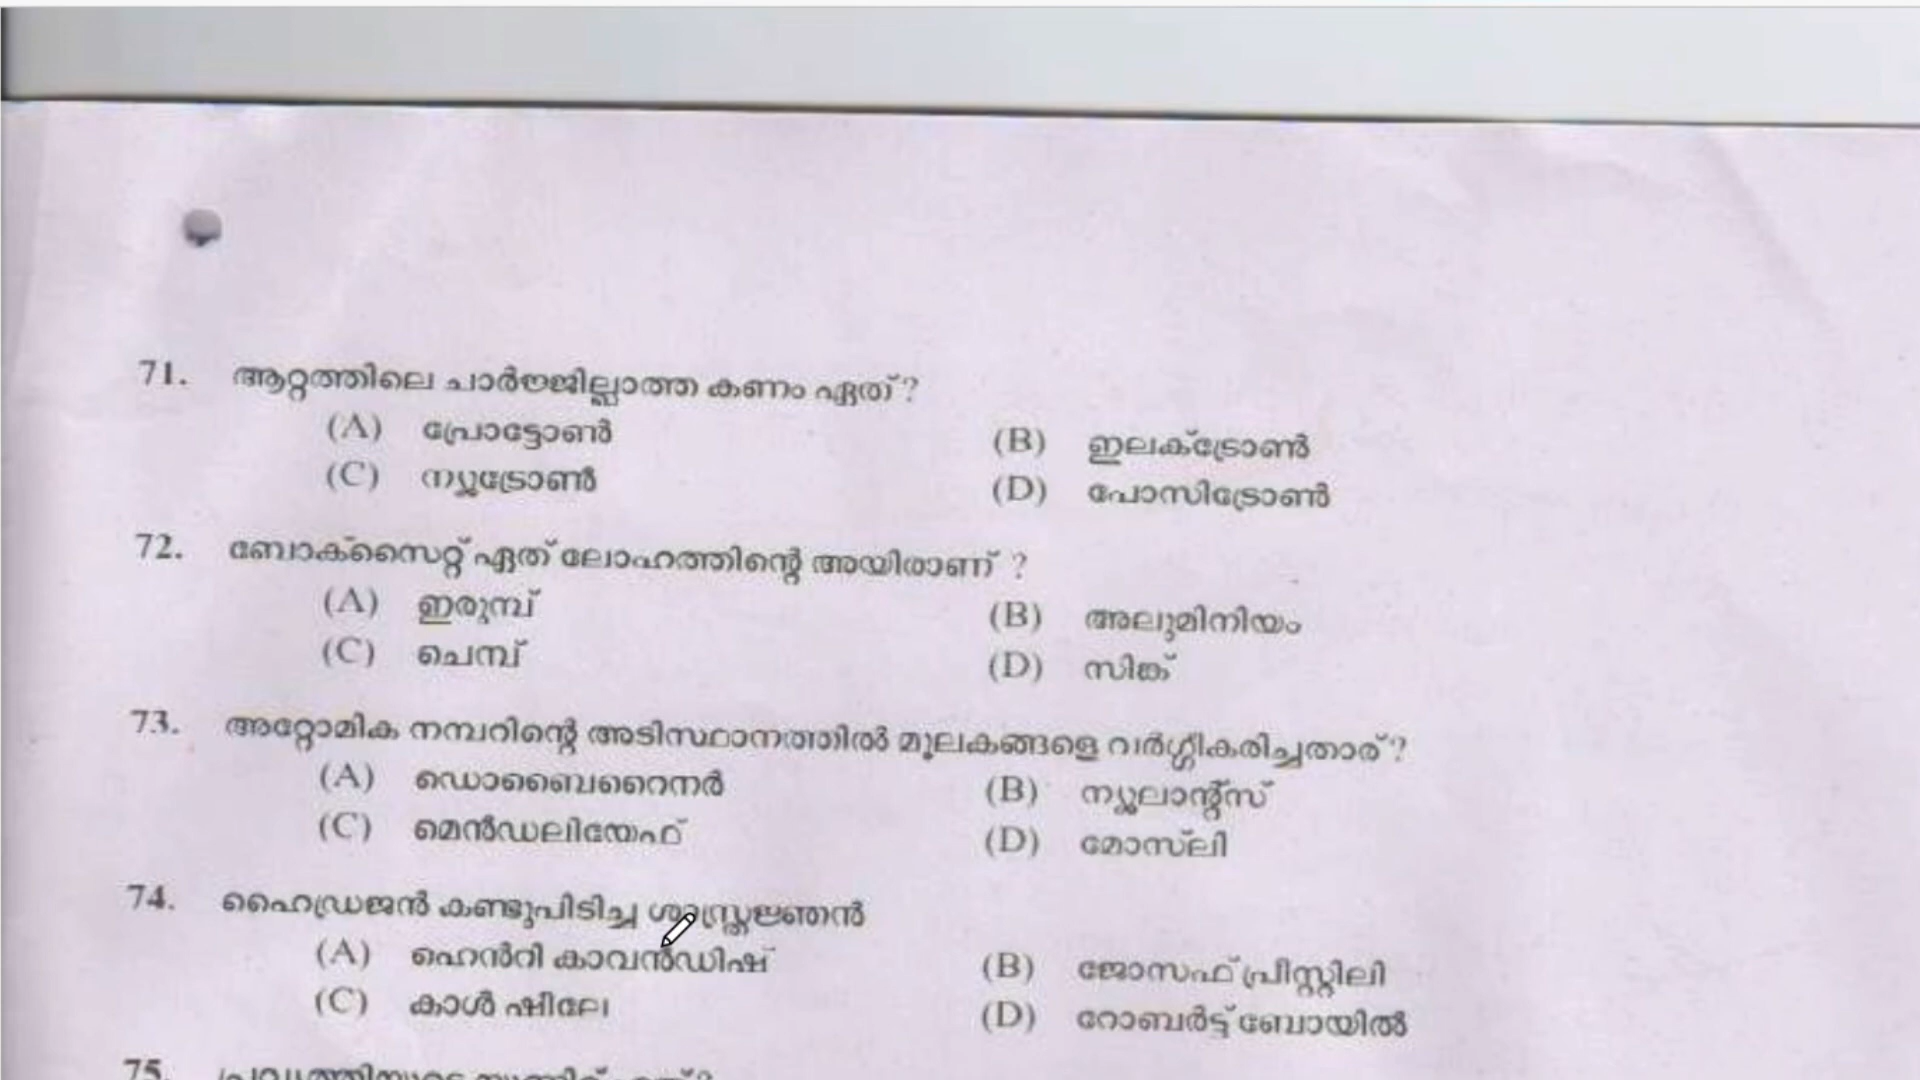 71. ആറ്റത്തിലെ ചാർജ്ജില്ലാത്ത കണം ഏത് ?
(A) പ്രോട്ടോൺ (B) ഇലക്ട്രോൺ
(C) ന്യൂട്രോൺ (D) പോസിട്രോൺ
72. ബോക്സൈറ്റ് ഏത് ലോഹത്തിന്റെ അയിരാണ് ?
(A) ഇരുമ്പ് (B) അലുമിനിയം
(C) ചെമ്പ് (D) സിങ്ക്
73. അറ്റോമിക നമ്പറിന്റെ അടിസ്ഥാനത്തിൽ മൂലകങ്ങളെ വർഗ്ഗീകരിച്ചതാര് ?
(A) ഡൊബൈറൈനർ (B) ന്യൂലാന്റ്സ്
(C) മെൻഡലിയേഫ് (D) മോസ്‌ലി
74. ഹൈഡ്രജൻ കണ്ടുപിടിച്ച ശാസ്ത്രജ്ഞൻ
(A) ഹെൻറി കാവൻഡിഷ് (B) ജോസഫ് പ്രീസ്റ്റിലി
(C) കാൾ ഷീലേ (D) റോബർട്ട് ബോയിൽ
75.